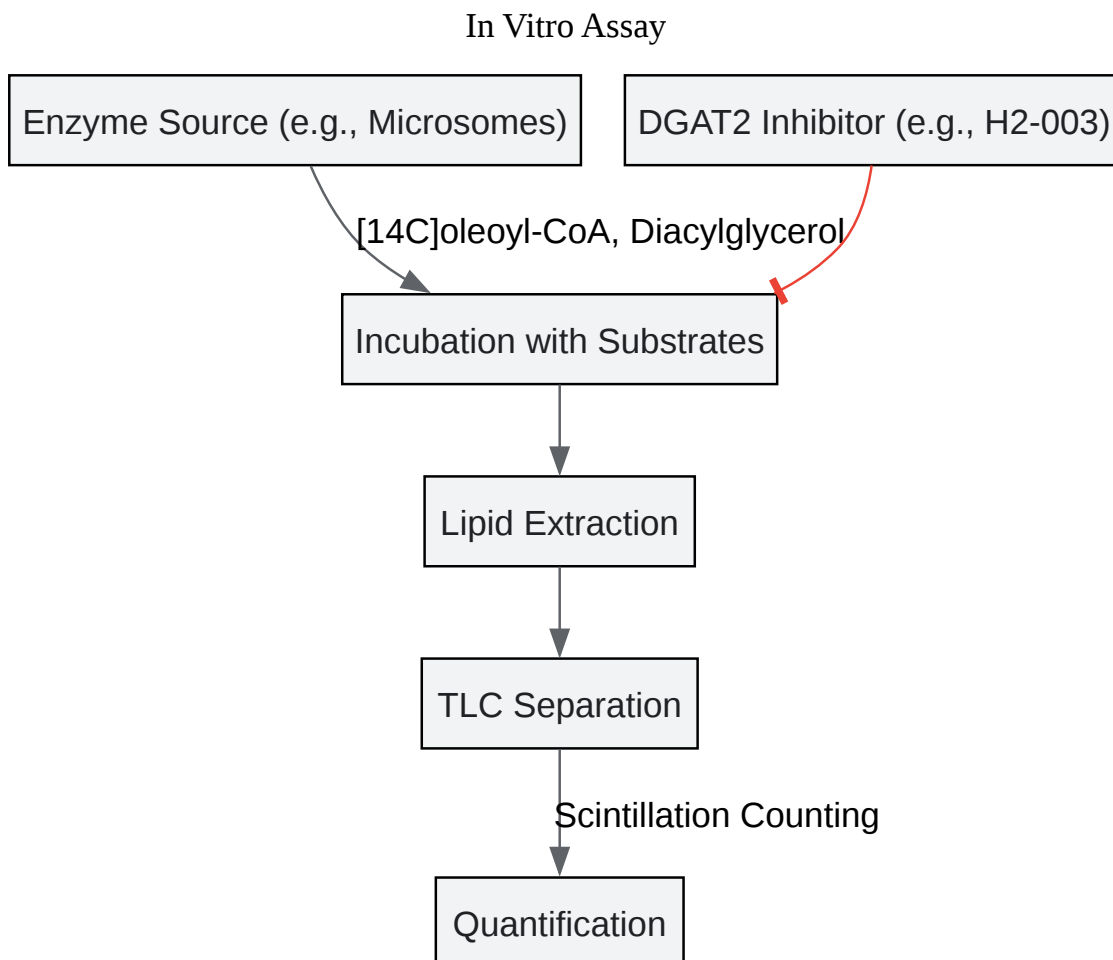 In Vitro Assay
Enzyme Source (e.g., Microsomes)
DGAT2 Inhibitor (e.g., H2-003)
[14C]oleoyl-CoA, Diacylglycerol
Incubation with Substrates
Lipid Extraction
TLC Separation
Scintillation Counting
Quantification